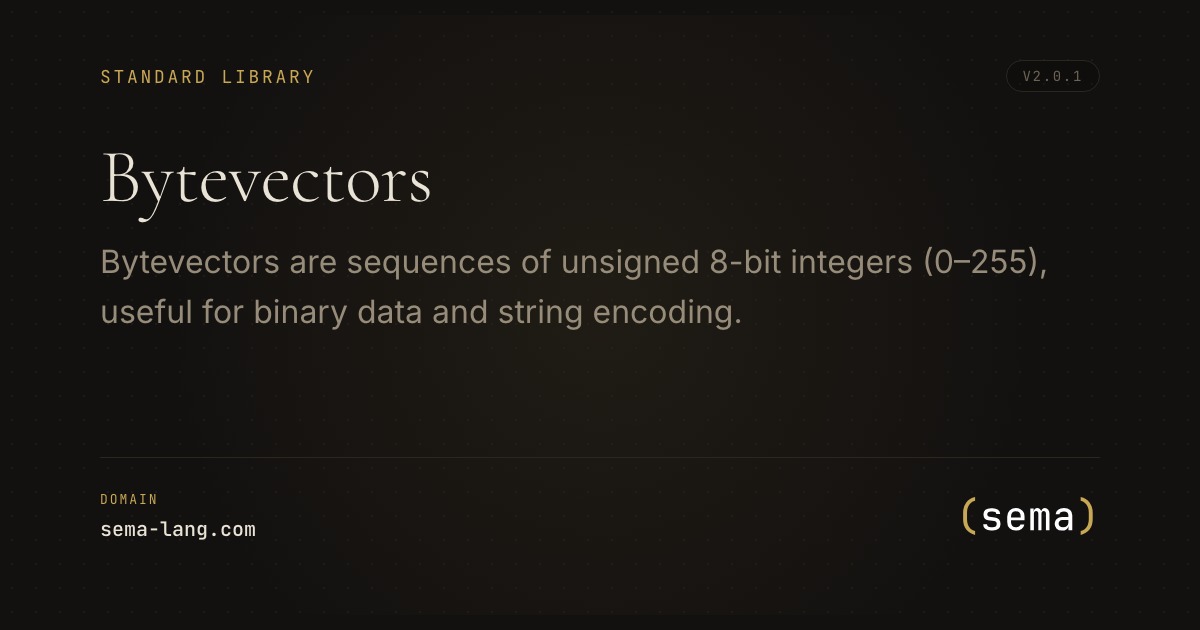 STANDARD LIBRARY
V2.0.1
Bytevectors
Bytevectors are sequences of unsigned 8-bit integers (0–255),
useful for binary data and string encoding.
DOMAIN
sema-lang.com
(sema)